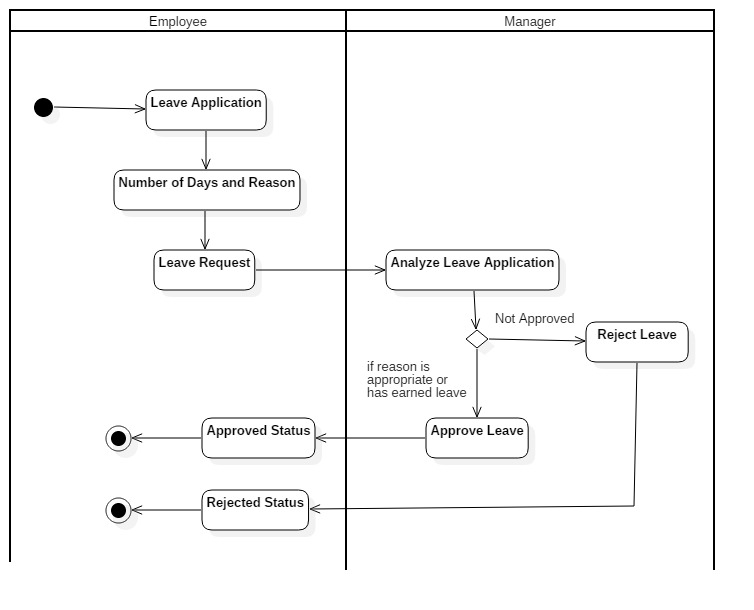 Employee
Manager
Leave Application
Number of Days and Reason
Leave Request
Analyze Leave Application
Not Approved
Reject Leave
if reason is
appropriate or
has earned leave
Approved Status
Approve Leave
Rejected Status